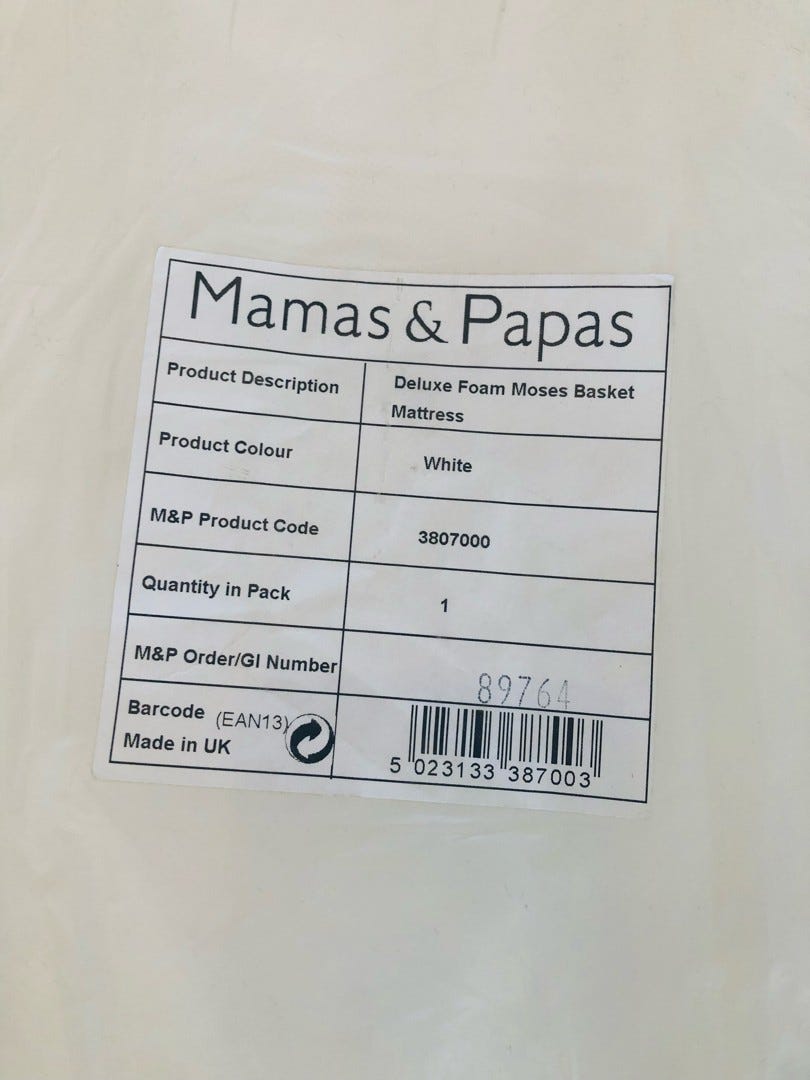 Mamas & Papas
Product Description
Deluxe Foam Moses Basket
Mattress
Product Colour
White
M&P Product Code
3807000
Quantity in Pack
1
M&P Order/GI Number
89764
Barcode (EAN13)
Made in UK
5 023133 387003